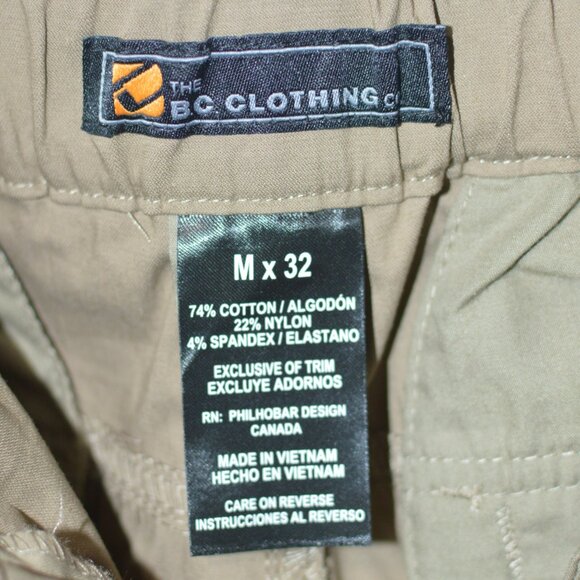 THE
BC CLOTHING
M x 32
74% COTTON / ALGODÓN
22% NYLON
4% SPANDEX / ELASTANO
EXCLUSIVE OF TRIM
EXCLUYE ADORNOS
RN: PHILHOBAR DESIGN
CANADA
MADE IN VIETNAM
HECHO EN VIETNAM
CARE ON REVERSE
INSTRUCCIONES AL REVERSO